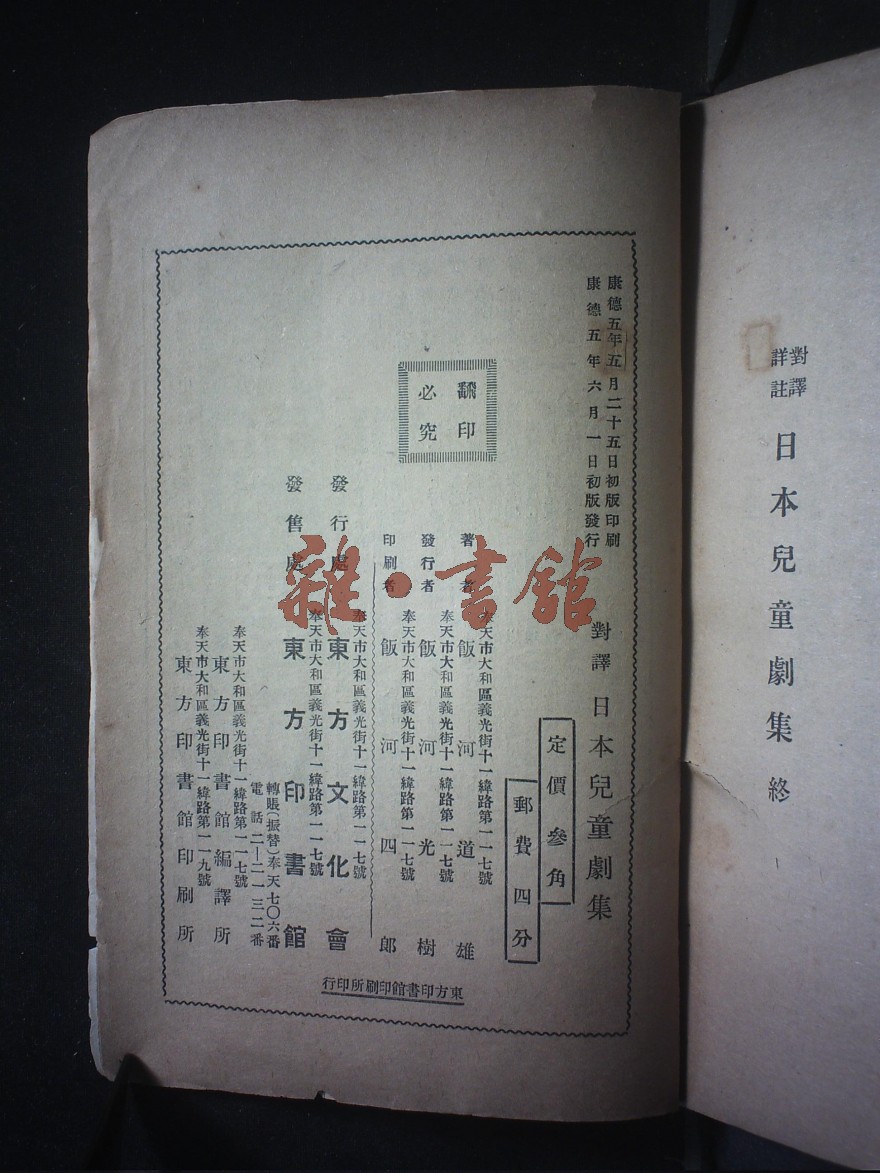 對譯
詳註
日本兒童劇集 終
康德五年五月二十五日初版印刷
康德五年六月一日初版發行
對譯 日本兒童劇集
定價參角
郵費四分
翻印
必究
奉天市大和區義光街十一緯路第一一七號
著者 飯河道雄
奉天市大和區義光街十一緯路第一一七號
發行者 飯河光樹
奉天市大和區義光街十一緯路第一一七號
印刷者 飯河四郎
奉天市大和區義光街十一緯路第一一七號
發行處 東方文化會
奉天市大和區義光街十一緯路第一一七號
發售處 東方印書館
轉賬(振替)奉天七〇六番
電話二—二一三二番
奉天市大和區義光街十一緯路第一一七號
東方印書館編譯所
奉天市大和區義光街十一緯路第一一九號
東方印書館印刷所
東方印書館印刷所印行
雜·書館